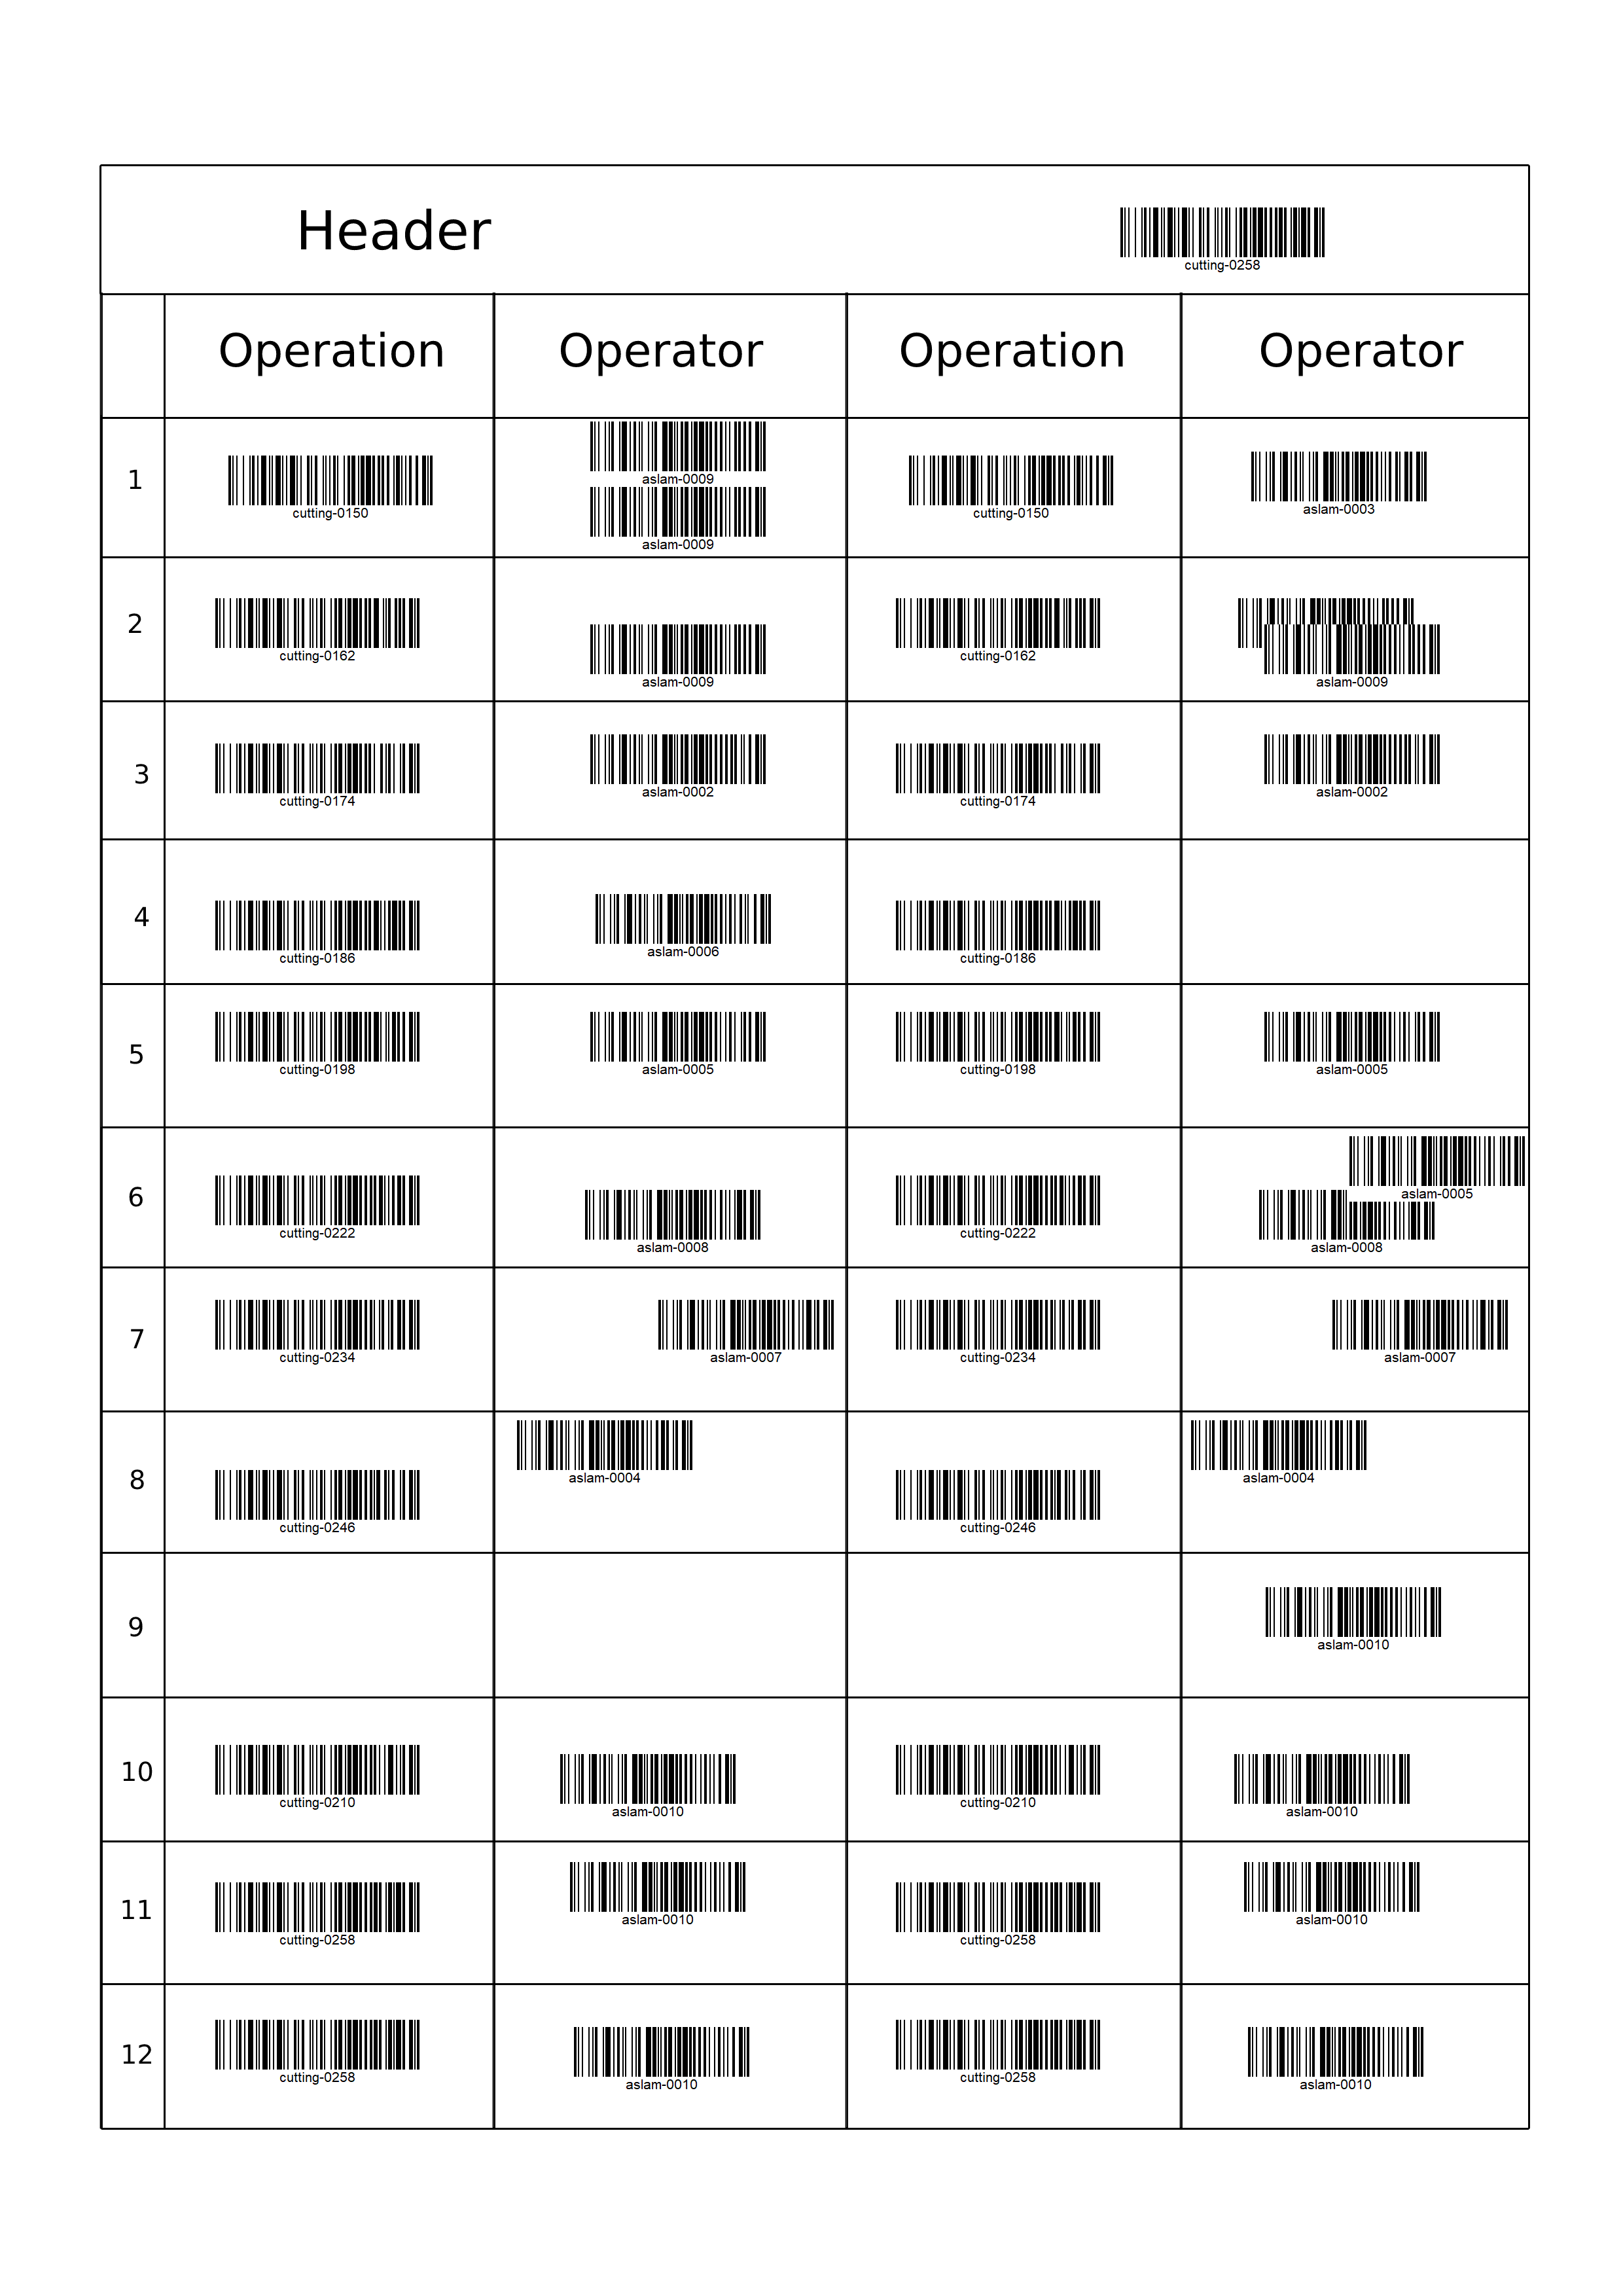 Header
cutting-0258
Operation Operator Operation Operator
aslam-0009
1 cutting-0150 aslam-0009 cutting-0150 aslam-0003
2 cutting-0162 aslam-0009 cutting-0162 aslam-0009
3 cutting-0174 aslam-0002 cutting-0174 aslam-0002
4 cutting-0186 aslam-0006 cutting-0186
5 cutting-0198 aslam-0005 cutting-0198 aslam-0005
aslam-0005
6 cutting-0222 aslam-0008 cutting-0222 aslam-0008
7 cutting-0234 aslam-0007 cutting-0234 aslam-0007
8 cutting-0246 aslam-0004 cutting-0246 aslam-0004
9 aslam-0010
10 cutting-0210 aslam-0010 cutting-0210 aslam-0010
11 cutting-0258 aslam-0010 cutting-0258 aslam-0010
12 cutting-0258 aslam-0010 cutting-0258 aslam-0010